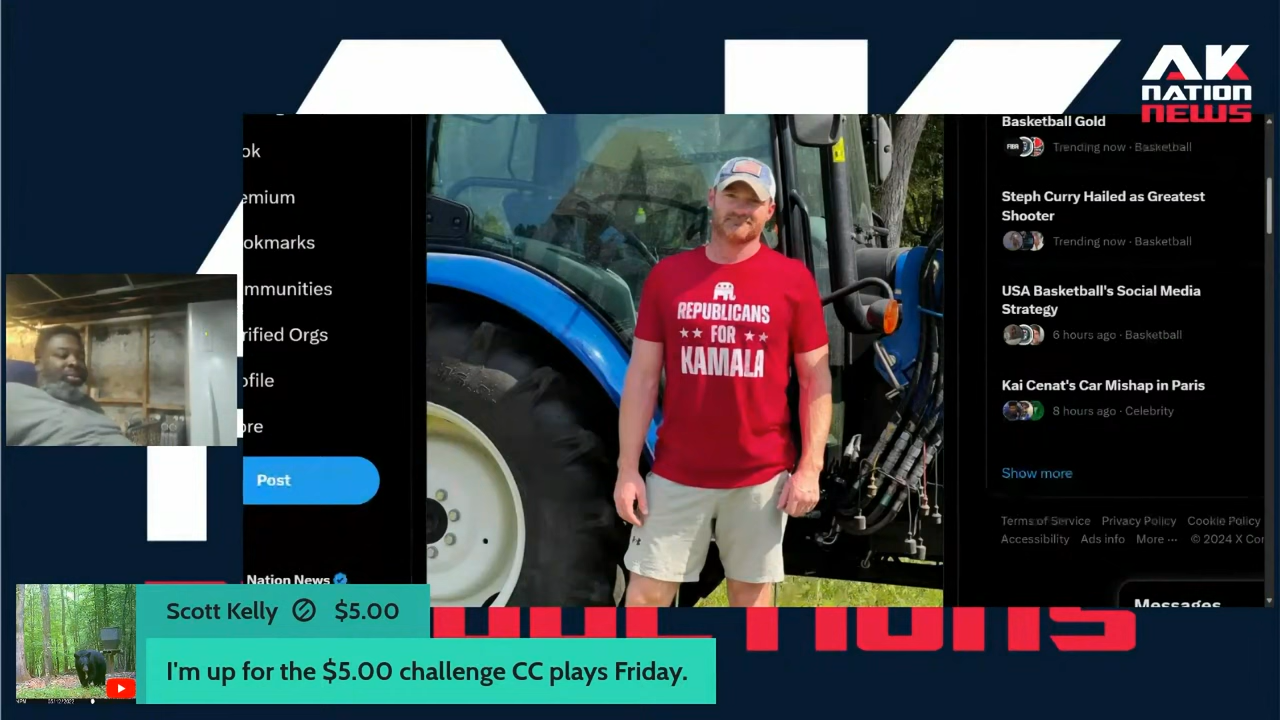 AK
NATION
NEWS
ok
emium
okmarks
mmunities
rified Orgs
ofile
ore
Post
Nation News
REPUBLICANS
FOR
KAMALA
Basketball Gold
FIBA
Trending now · Basketball
Steph Curry Hailed as Greatest
Shooter
Trending now · Basketball
USA Basketball's Social Media
Strategy
6 hours ago · Basketball
Kai Cenat's Car Mishap in Paris
8 hours ago · Celebrity
Show more
Terms of Service Privacy Policy Cookie Policy
Accessibility Ads info More ··· © 2024 X Cor
Messages
Scott Kelly $5.00
I'm up for the $5.00 challenge CC plays Friday.